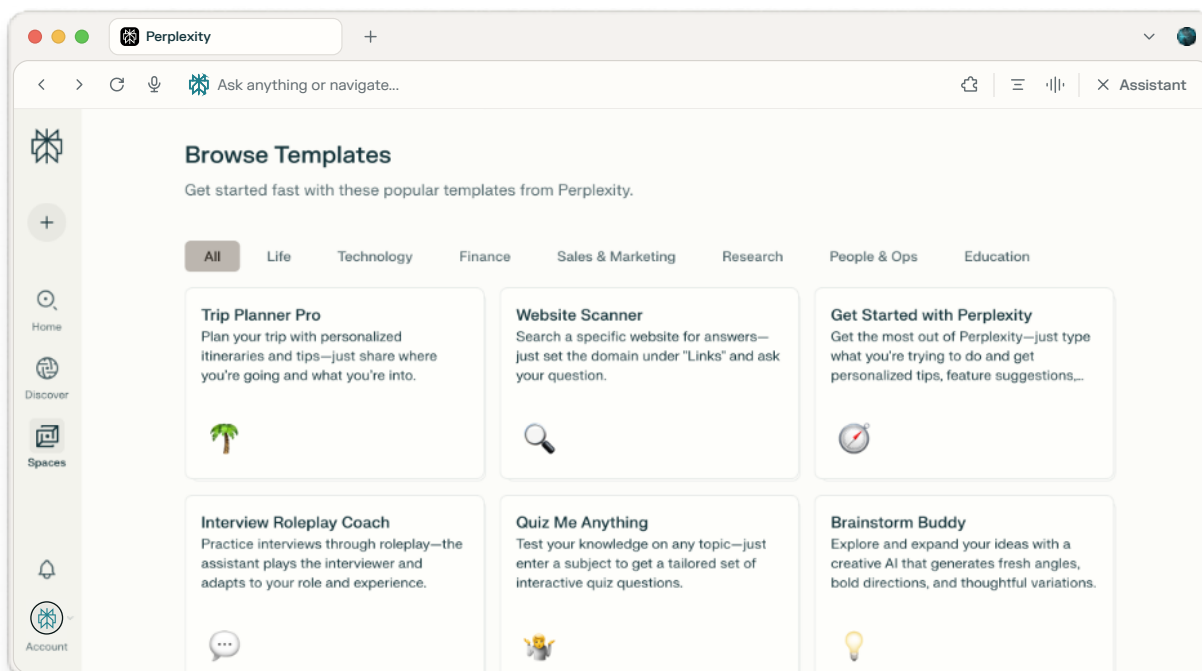 Perplexity
Ask anything or navigate...
Assistant
Browse Templates
Get started fast with these popular templates from Perplexity.
All
Life
Technology
Finance
Sales & Marketing
Research
People & Ops
Education
Home
Discover
Spaces
Account
Trip Planner Pro
Plan your trip with personalized
itineraries and tips—just share where
you're going and what you're into.
Website Scanner
Search a specific website for answers—
just set the domain under "Links" and ask
your question.
Get Started with Perplexity
Get the most out of Perplexity—just type
what you're trying to do and get
personalized tips, feature suggestions,...
Interview Roleplay Coach
Practice interviews through roleplay—the
assistant plays the interviewer and
adapts to your role and experience.
Quiz Me Anything
Test your knowledge on any topic—just
enter a subject to get a tailored set of
interactive quiz questions.
Brainstorm Buddy
Explore and expand your ideas with a
creative AI that generates fresh angles,
bold directions, and thoughtful variations.